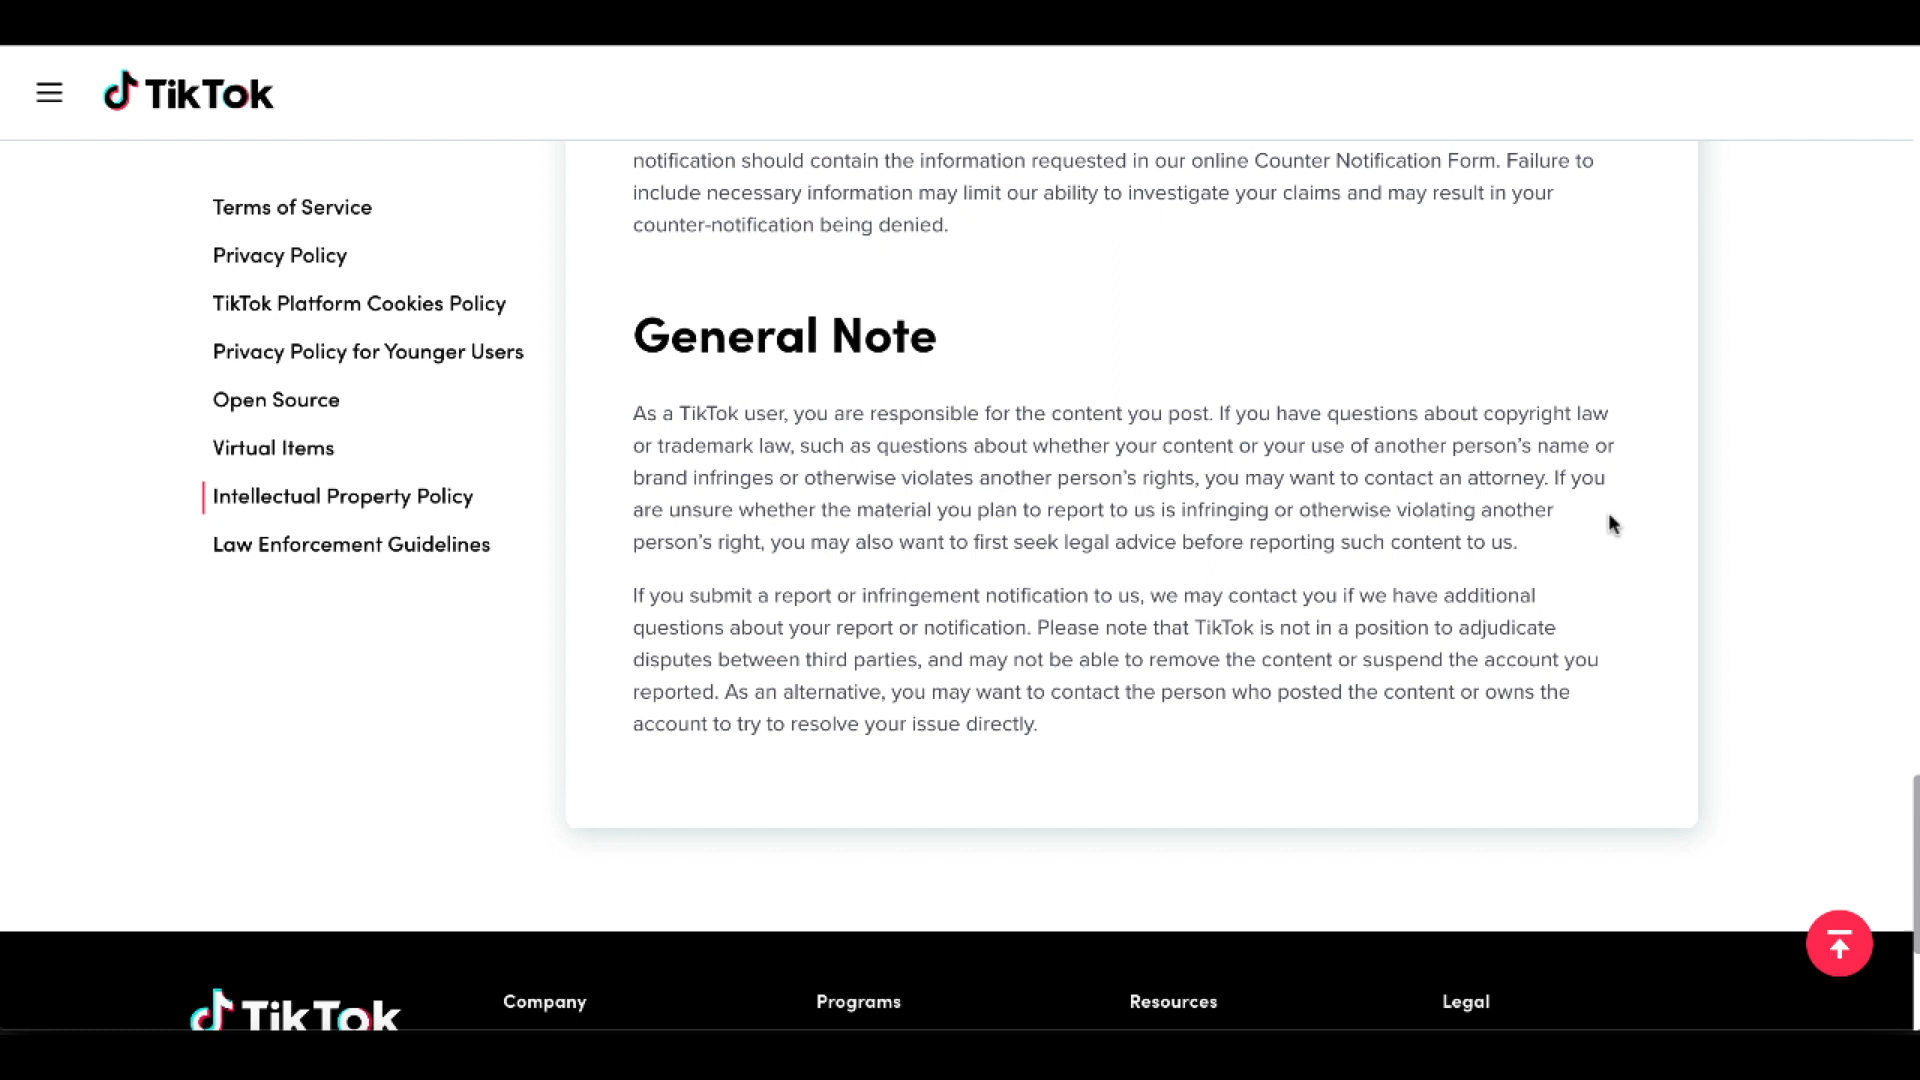 TikTok
notification should contain the information requested in our online Counter Notification Form. Failure to
include necessary information may limit our ability to investigate your claims and may result in your
counter-notification being denied.
Terms of Service
Privacy Policy
TikTok Platform Cookies Policy
Privacy Policy for Younger Users
Open Source
Virtual Items
Intellectual Property Policy
Law Enforcement Guidelines
General Note
As a TikTok user, you are responsible for the content you post. If you have questions about copyright law
or trademark law, such as questions about whether your content or your use of another person’s name or
brand infringes or otherwise violates another person’s rights, you may want to contact an attorney. If you
are unsure whether the material you plan to report to us is infringing or otherwise violating another
person’s right, you may also want to first seek legal advice before reporting such content to us.
If you submit a report or infringement notification to us, we may contact you if we have additional
questions about your report or notification. Please note that TikTok is not in a position to adjudicate
disputes between third parties, and may not be able to remove the content or suspend the account you
reported. As an alternative, you may want to contact the person who posted the content or owns the
account to try to resolve your issue directly.
TikTok
Company
Programs
Resources
Legal